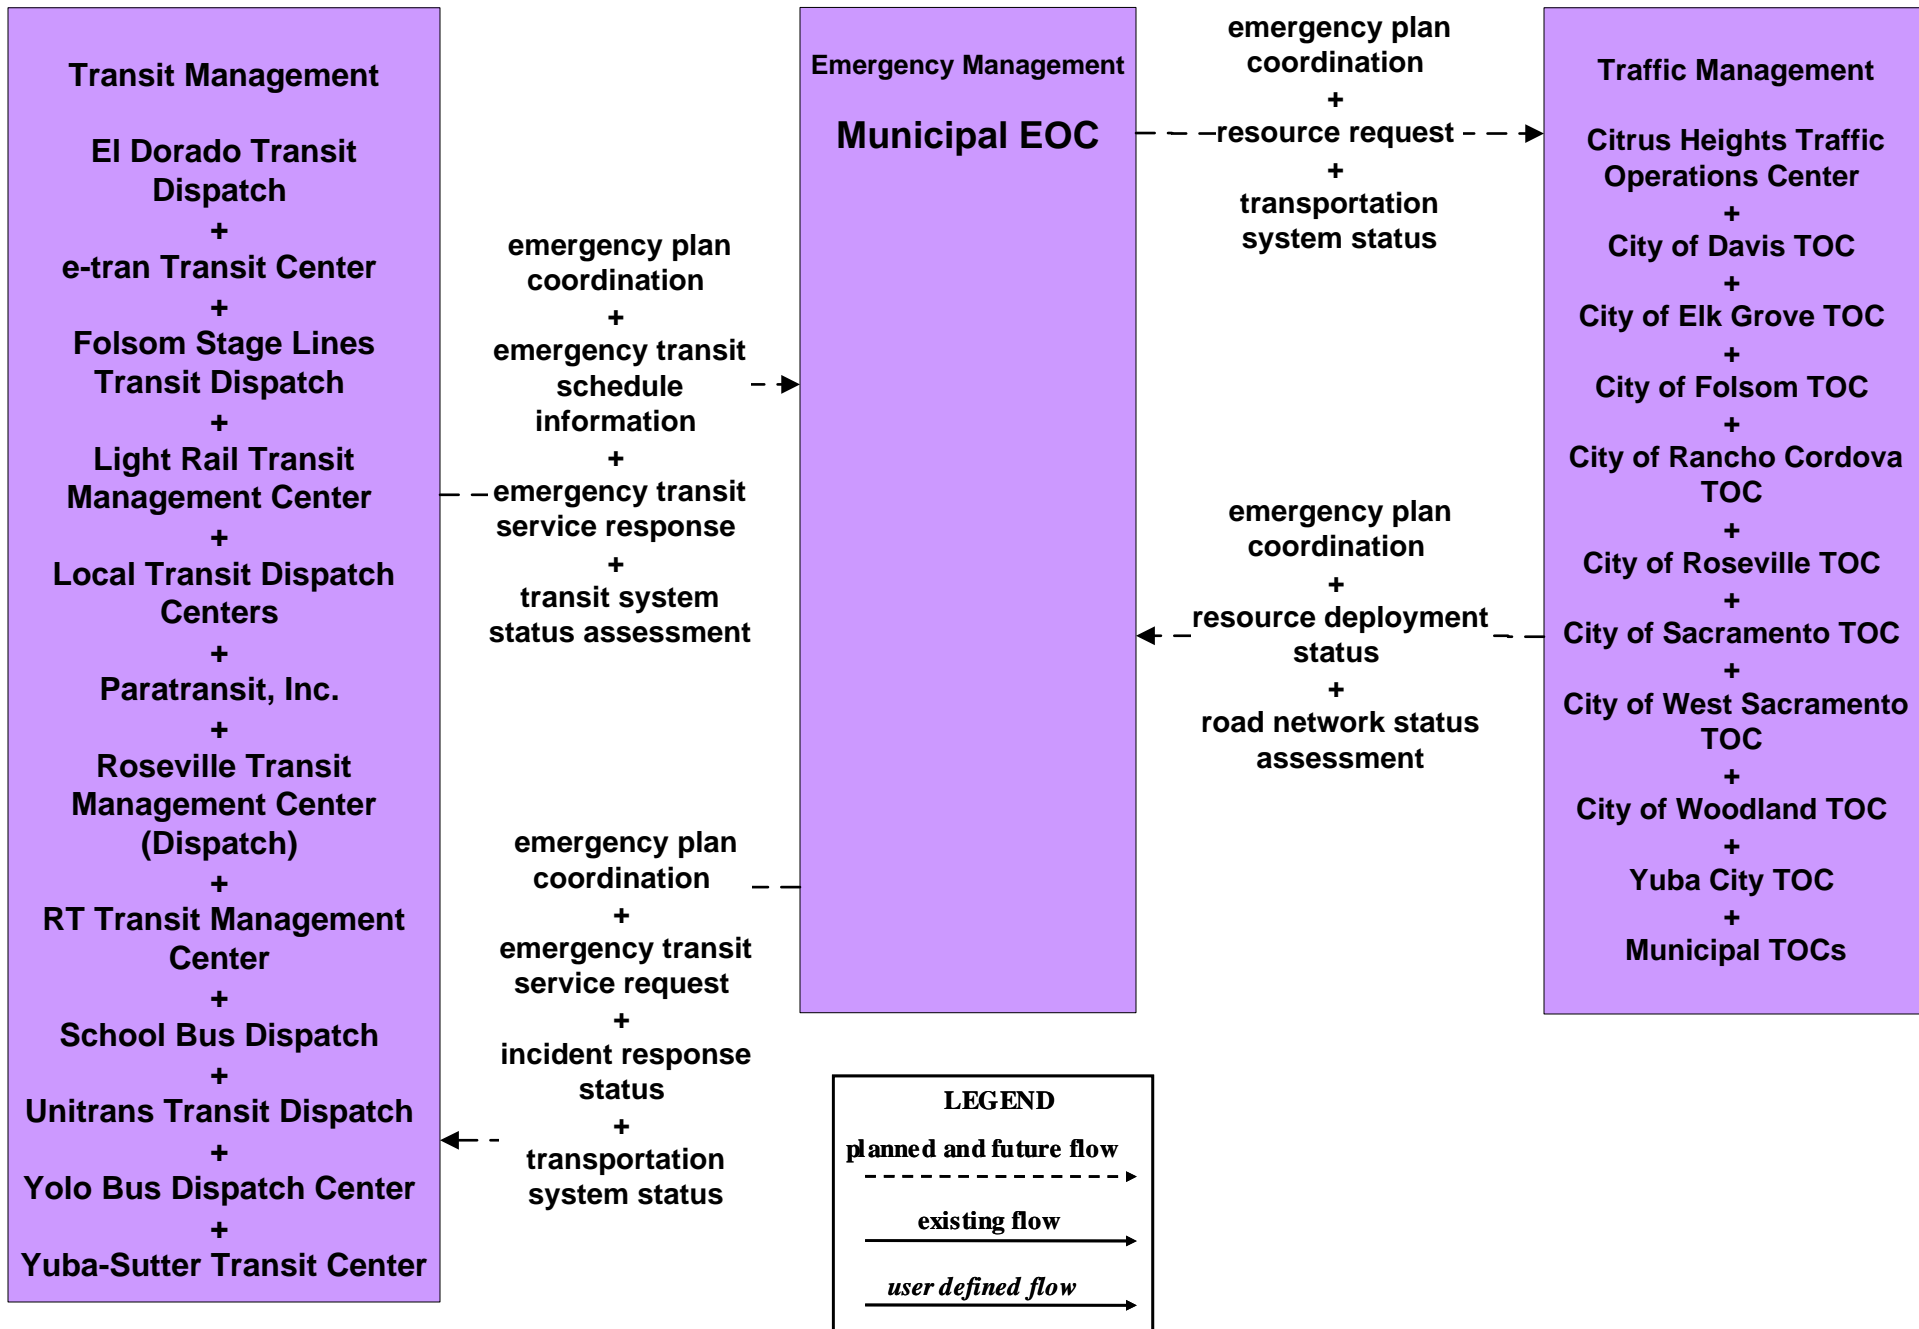 Transit Management
El Dorado Transit
Dispatch
+
e-tran Transit Center
+
Folsom Stage Lines
Transit Dispatch
+
Light Rail Transit
Management Center
+
Local Transit Dispatch
Centers
+
Paratransit, Inc.
+
Roseville Transit
Management Center
(Dispatch)
+
RT Transit Management
Center
+
School Bus Dispatch
+
Unitrans Transit Dispatch
+
Yolo Bus Dispatch Center
+
Yuba-Sutter Transit Center
emergency plan
coordination
+
emergency transit
schedule
information
+
emergency transit
service response
+
transit system
status assessment
emergency plan
coordination
+
emergency transit
service request
+
incident response
status
+
transportation
system status
Emergency Management
Municipal EOC
emergency plan
coordination
+
resource request
+
transportation
system status
emergency plan
coordination
+
resource deployment
status
+
road network status
assessment
Traffic Management
Citrus Heights Traffic
Operations Center
+
City of Davis TOC
+
City of Elk Grove TOC
+
City of Folsom TOC
+
City of Rancho Cordova
TOC
+
City of Roseville TOC
+
City of Sacramento TOC
+
City of West Sacramento
TOC
+
City of Woodland TOC
+
Yuba City TOC
+
Municipal TOCs
LEGEND
planned and future flow
existing flow
user defined flow